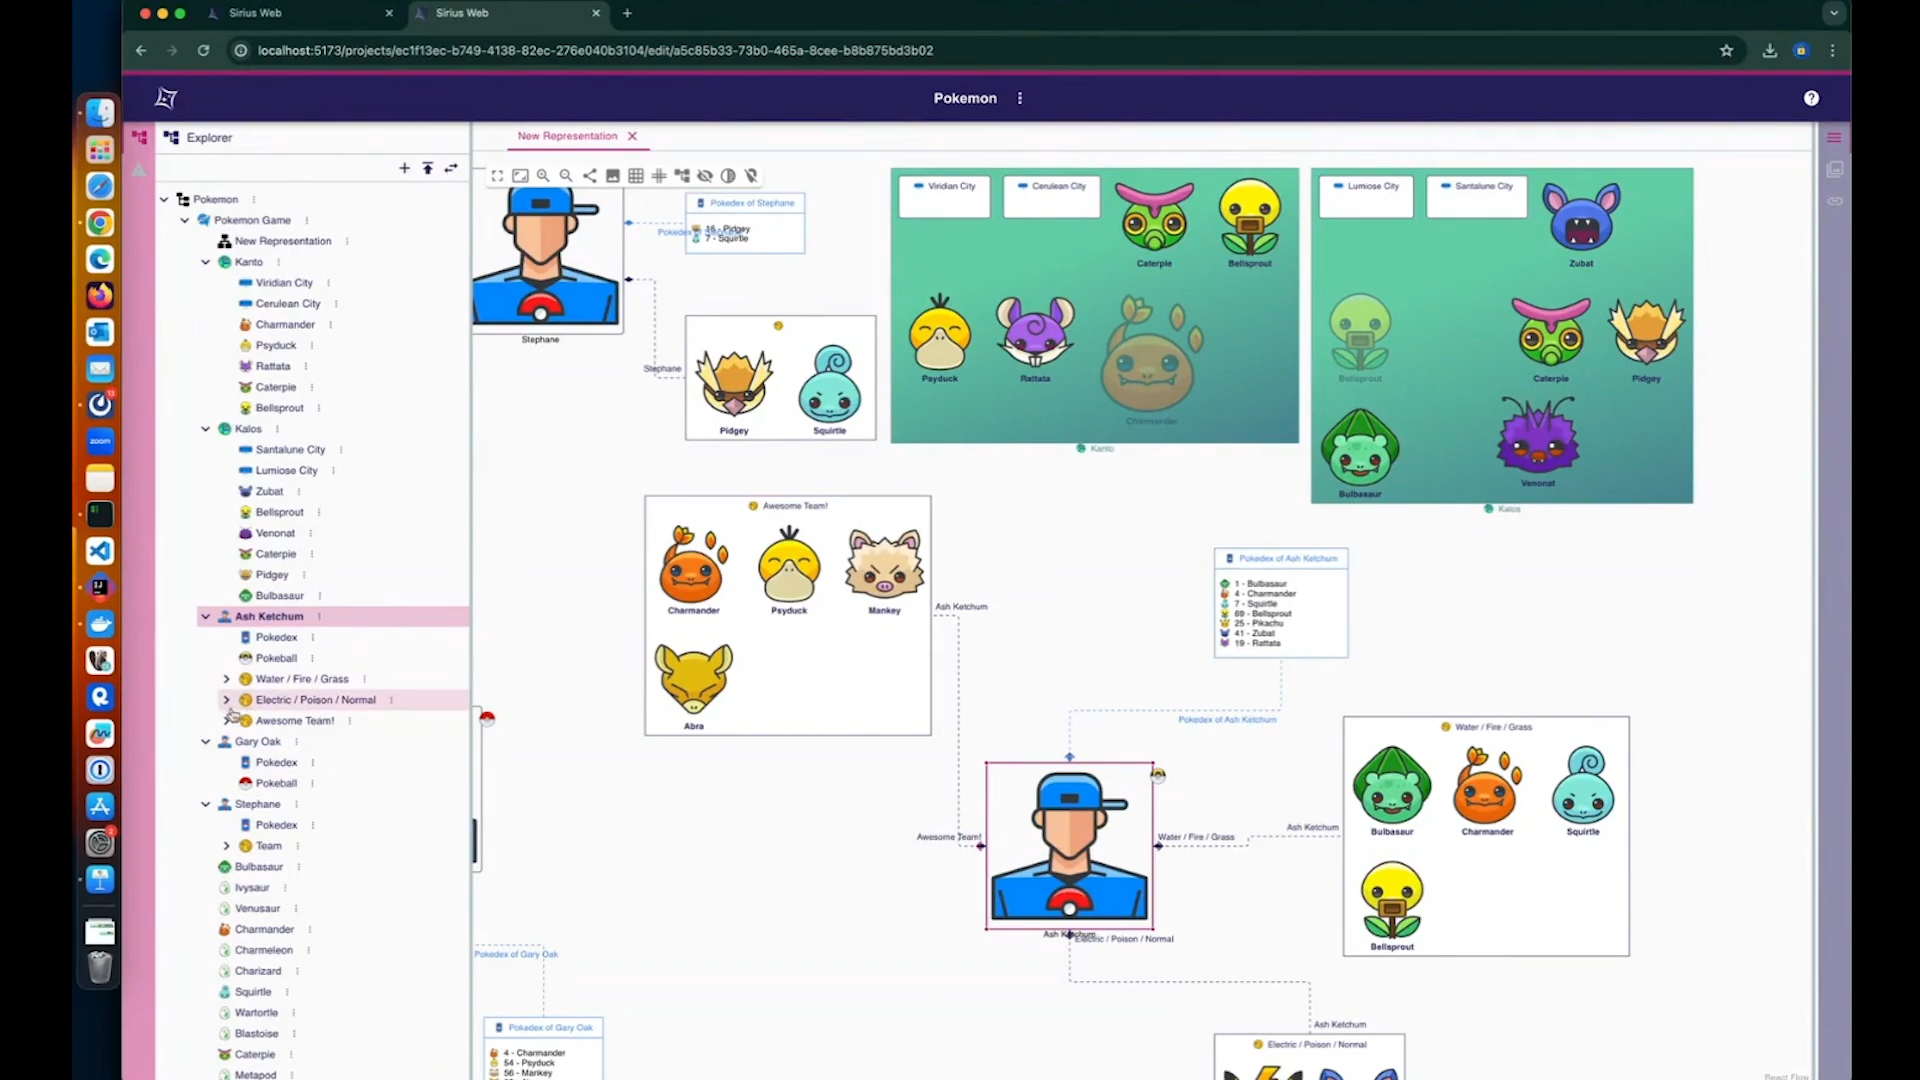 Sirius Web
Sirius Web
localhost:5173/projects/ec1f13ec-b749-4138-82ec-276e040b3104/edit/a5c85b33-73b0-465a-8cee-b8b875bd3b02
Pokemon
Explorer
New Representation
Pokemon
Pokemon Game
New Representation
Kanto
Viridian City
Cerulean City
Charmander
Psyduck
Rattata
Caterpie
Bellsprout
Kalos
Santalune City
Lumiose City
Zubat
Bellsprout
Venonat
Caterpie
Pidgey
Bulbasaur
Ash Ketchum
Pokedex
Pokeball
Water / Fire / Grass
Electric / Poison / Normal
Awesome Team!
Gary Oak
Pokedex
Pokeball
Stephane
Pokedex
Team
Bulbasaur
Ivysaur
Venusaur
Charmander
Charmeleon
Charizard
Squirtle
Wartortle
Blastoise
Caterpie
Metapod
zoom
Stephane
Pokedex of Stephane
16 - Pidgey
7 - Squirtle
Stephane
Pidgey
Squirtle
Viridian City
Cerulean City
Caterpie
Bellsprout
Psyduck
Rattata
Charmander
Kanto
Lumiose City
Santalune City
Zubat
Bellsprout
Caterpie
Pidgey
Bulbasaur
Venonat
Kalos
Awesome Team!
Charmander
Psyduck
Mankey
Abra
Ash Ketchum
Pokedex of Ash Ketchum
1 - Bulbasaur
4 - Charmander
7 - Squirtle
69 - Bellsprout
25 - Pikachu
41 - Zubat
19 - Rattata
Pokedex of Ash Ketchum
Awesome Team!
Water / Fire / Grass
Ash Ketchum
Water / Fire / Grass
Bulbasaur
Charmander
Squirtle
Bellsprout
Ash Ketchum
Electric / Poison / Normal
Pokedex of Gary Oak
Pokedex of Gary Oak
4 - Charmander
54 - Psyduck
56 - Mankey
Ash Ketchum
Electric / Poison / Normal
React Flow